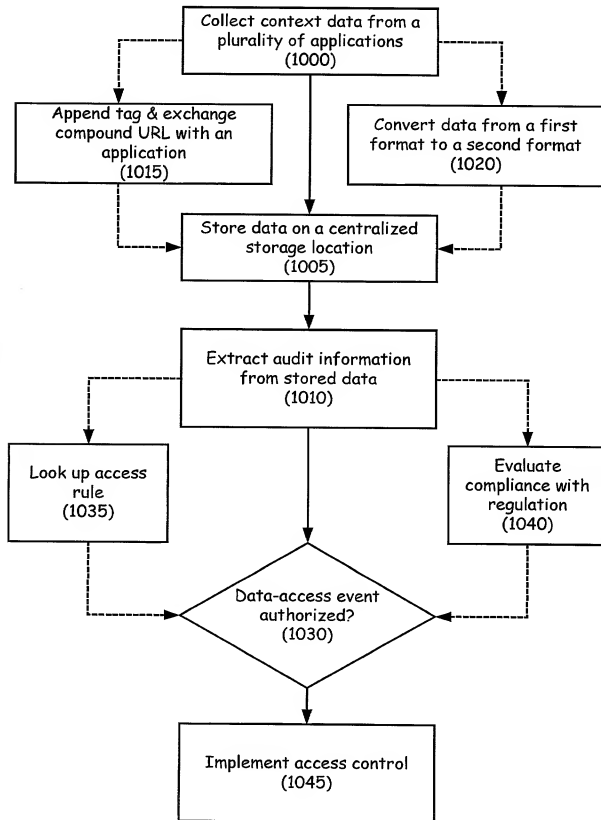 Collect context data from a
plurality of applications
(1000)
Append tag & exchange
compound URL with an
application
(1015)
Convert data from a first
format to a second format
(1020)
Store data on a centralized
storage location
(1005)
Extract audit information
from stored data
(1010)
Look up access
rule
(1035)
Evaluate
compliance with
regulation
(1040)
Data-access event
authorized?
(1030)
Implement access control
(1045)